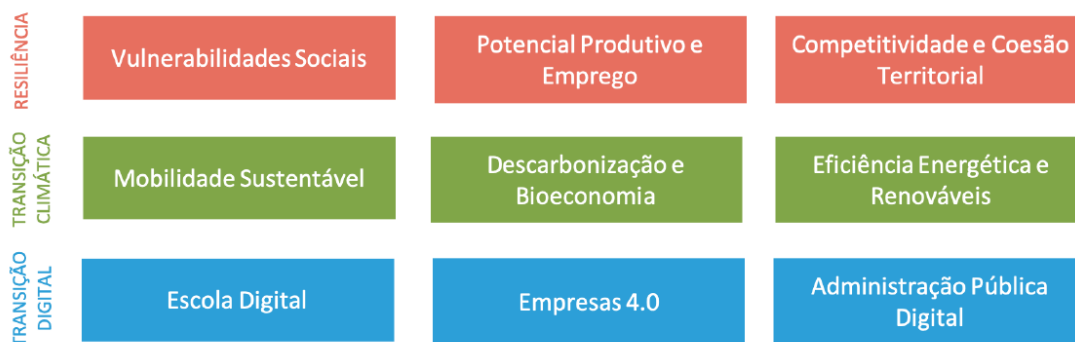 RESILIÊNCIA
Vulnerabilidades Sociais
Potencial Produtivo e
Emprego
Competitividade e Coesão
Territorial
TRANSIÇÃO
CLIMÁTICA
Mobilidade Sustentável
Descarbonização e
Bioeconomia
Eficiência Energética e
Renováveis
TRANSIÇÃO
DIGITAL
Escola Digital
Empresas 4.0
Administração Pública
Digital